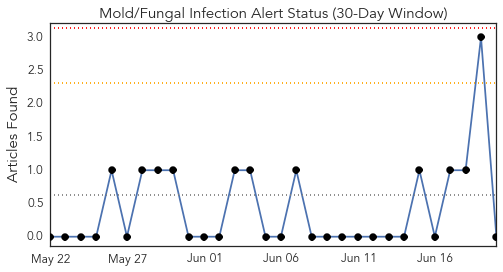 Mold/Fungal Infection Alert Status (30-Day Window)
Articles Found
3.0
2.5
2.0
1.5
1.0
0.5
0.0
May 22 May 27 Jun 01 Jun 06 Jun 11 Jun 16